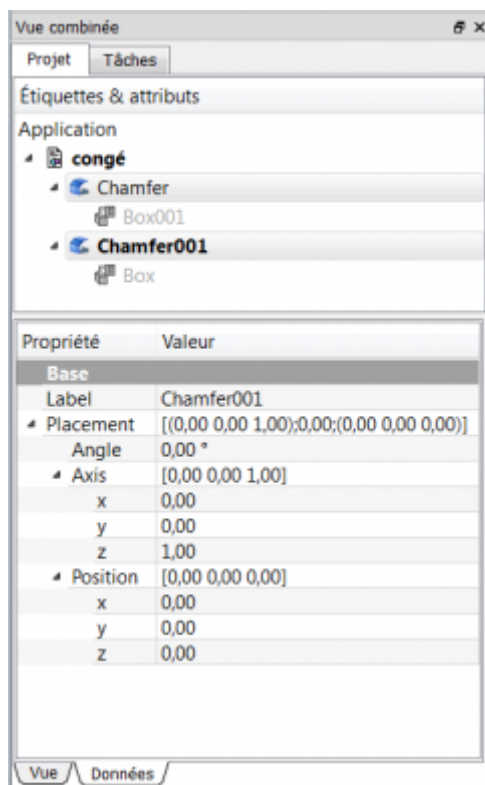 Vue combinée
Projet Tâches
Étiquettes & attributs
Application
congé
Chamfer
Box001
Chamfer001
Box
Propriété Valeur
Base
Label Chamfer001
Placement [(0,00 0,00 1,00);0,00;(0,00 0,00 0,00)]
Angle 0,00 °
Axis [0,00 0,00 1,00]
x 0,00
y 0,00
z 1,00
Position [0,00 0,00 0,00]
x 0,00
y 0,00
z 0,00
Vue Données